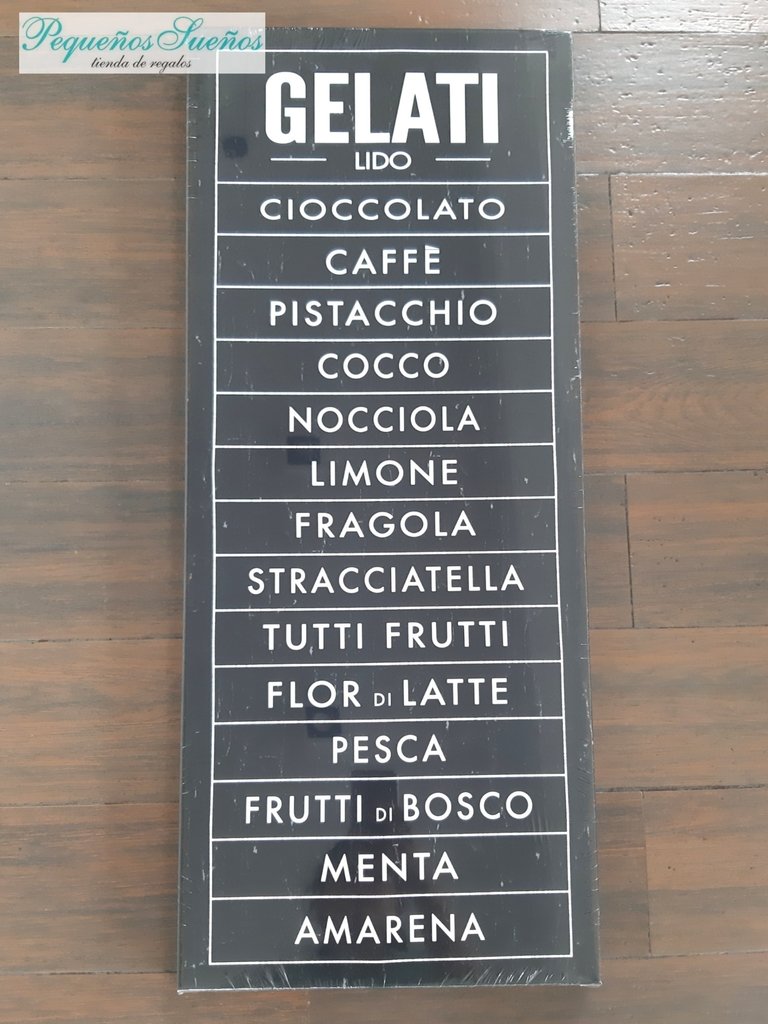 Pequeños Sueños
tienda de regalos
GELATI
LIDO
CIOCCOLATO
CAFFÈ
PISTACCHIO
COCCO
NOCCIOLA
LIMONE
FRAGOLA
STRACCIATELLA
TUTTI FRUTTI
FLOR DI LATTE
PESCA
FRUTTI DI BOSCO
MENTA
AMARENA